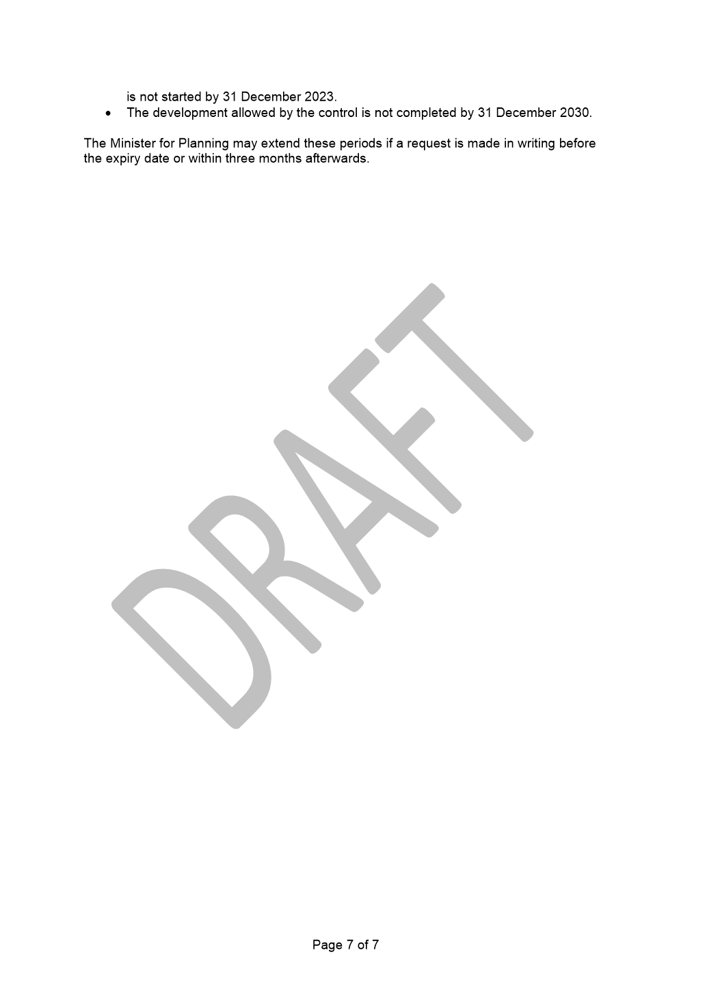 is not started by 31 December 2023.
• The development allowed by the control is not completed by 31 December 2030.
The Minister for Planning may extend these periods if a request is made in writing before
the expiry date or within three months afterwards.
DRAFT
Page 7 of 7